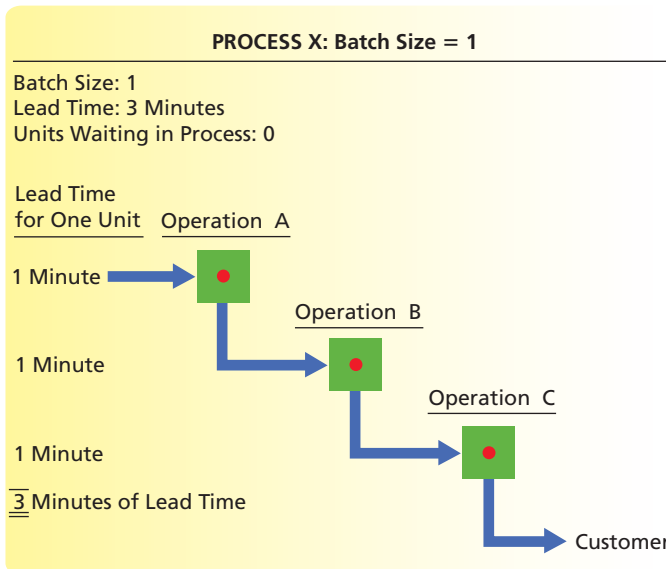 PROCESS X: Batch Size = 1
Batch Size: 1
Lead Time: 3 Minutes
Units Waiting in Process: 0
Lead Time
for One Unit
Operation A
1 Minute
Operation B
1 Minute
Operation C
1 Minute
3 Minutes of Lead Time
Customer